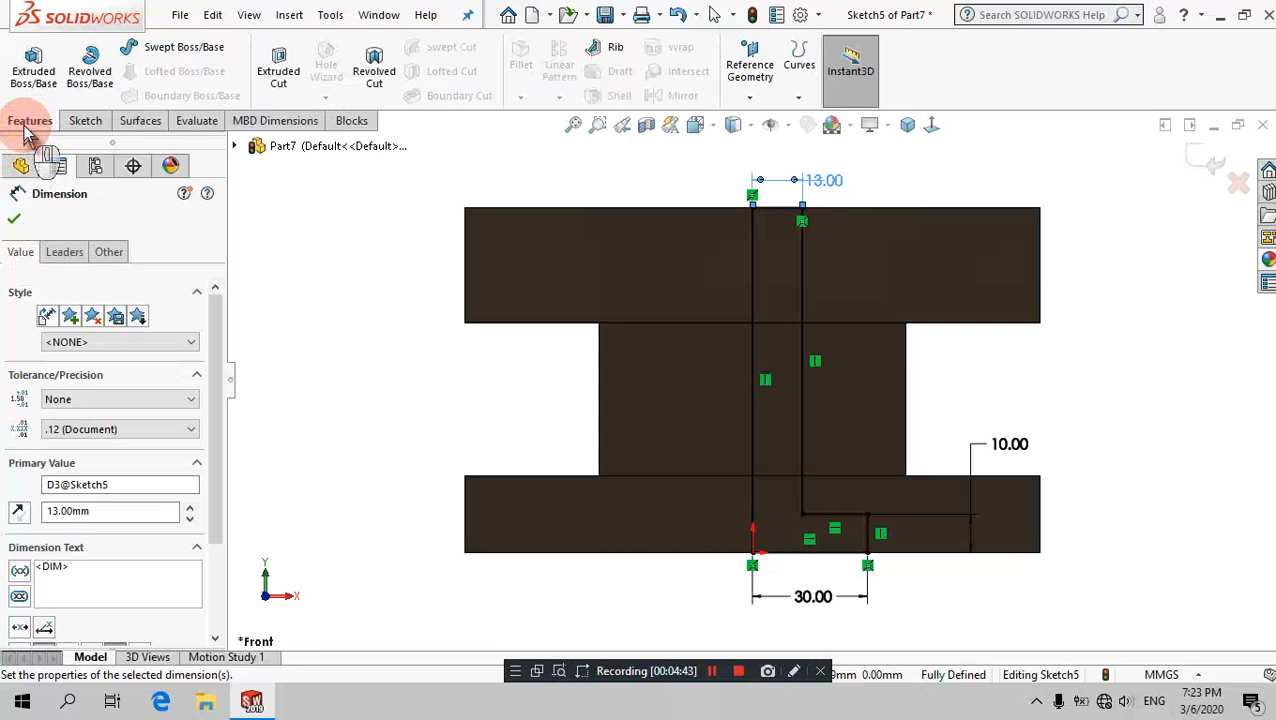 SOLIDWORKS
File Edit View Insert Tools Window Help
Sketch5 of Part7 *
Search SOLIDWORKS Help
Extruded Boss/Base
Revolved Boss/Base
Swept Boss/Base
Lofted Boss/Base
Boundary Boss/Base
Extruded Cut
Hole Wizard
Revolved Cut
Swept Cut
Lofted Cut
Boundary Cut
Fillet
Linear Pattern
Rib
Draft
Shell
Wrap
Intersect
Mirror
Reference Geometry
Curves
Instant3D
Features Sketch Surfaces Evaluate MBD Dimensions Blocks
Part7 (Default<<Default>...
Dimension
Value Leaders Other
Style
<NONE>
Tolerance/Precision
None
.12 (Document)
Primary Value
D3@Sketch5
13.00mm
Dimension Text
<DIM>
13.00
10.00
30.00
Y
X
*Front
Model 3D Views Motion Study 1
Recording [00:04:43]
Set the properties of the selected dimension(s).
9mm 0.00mm Fully Defined Editing Sketch5 MMGS
SW
2019
ENG
7:23 PM
3/6/2020
5